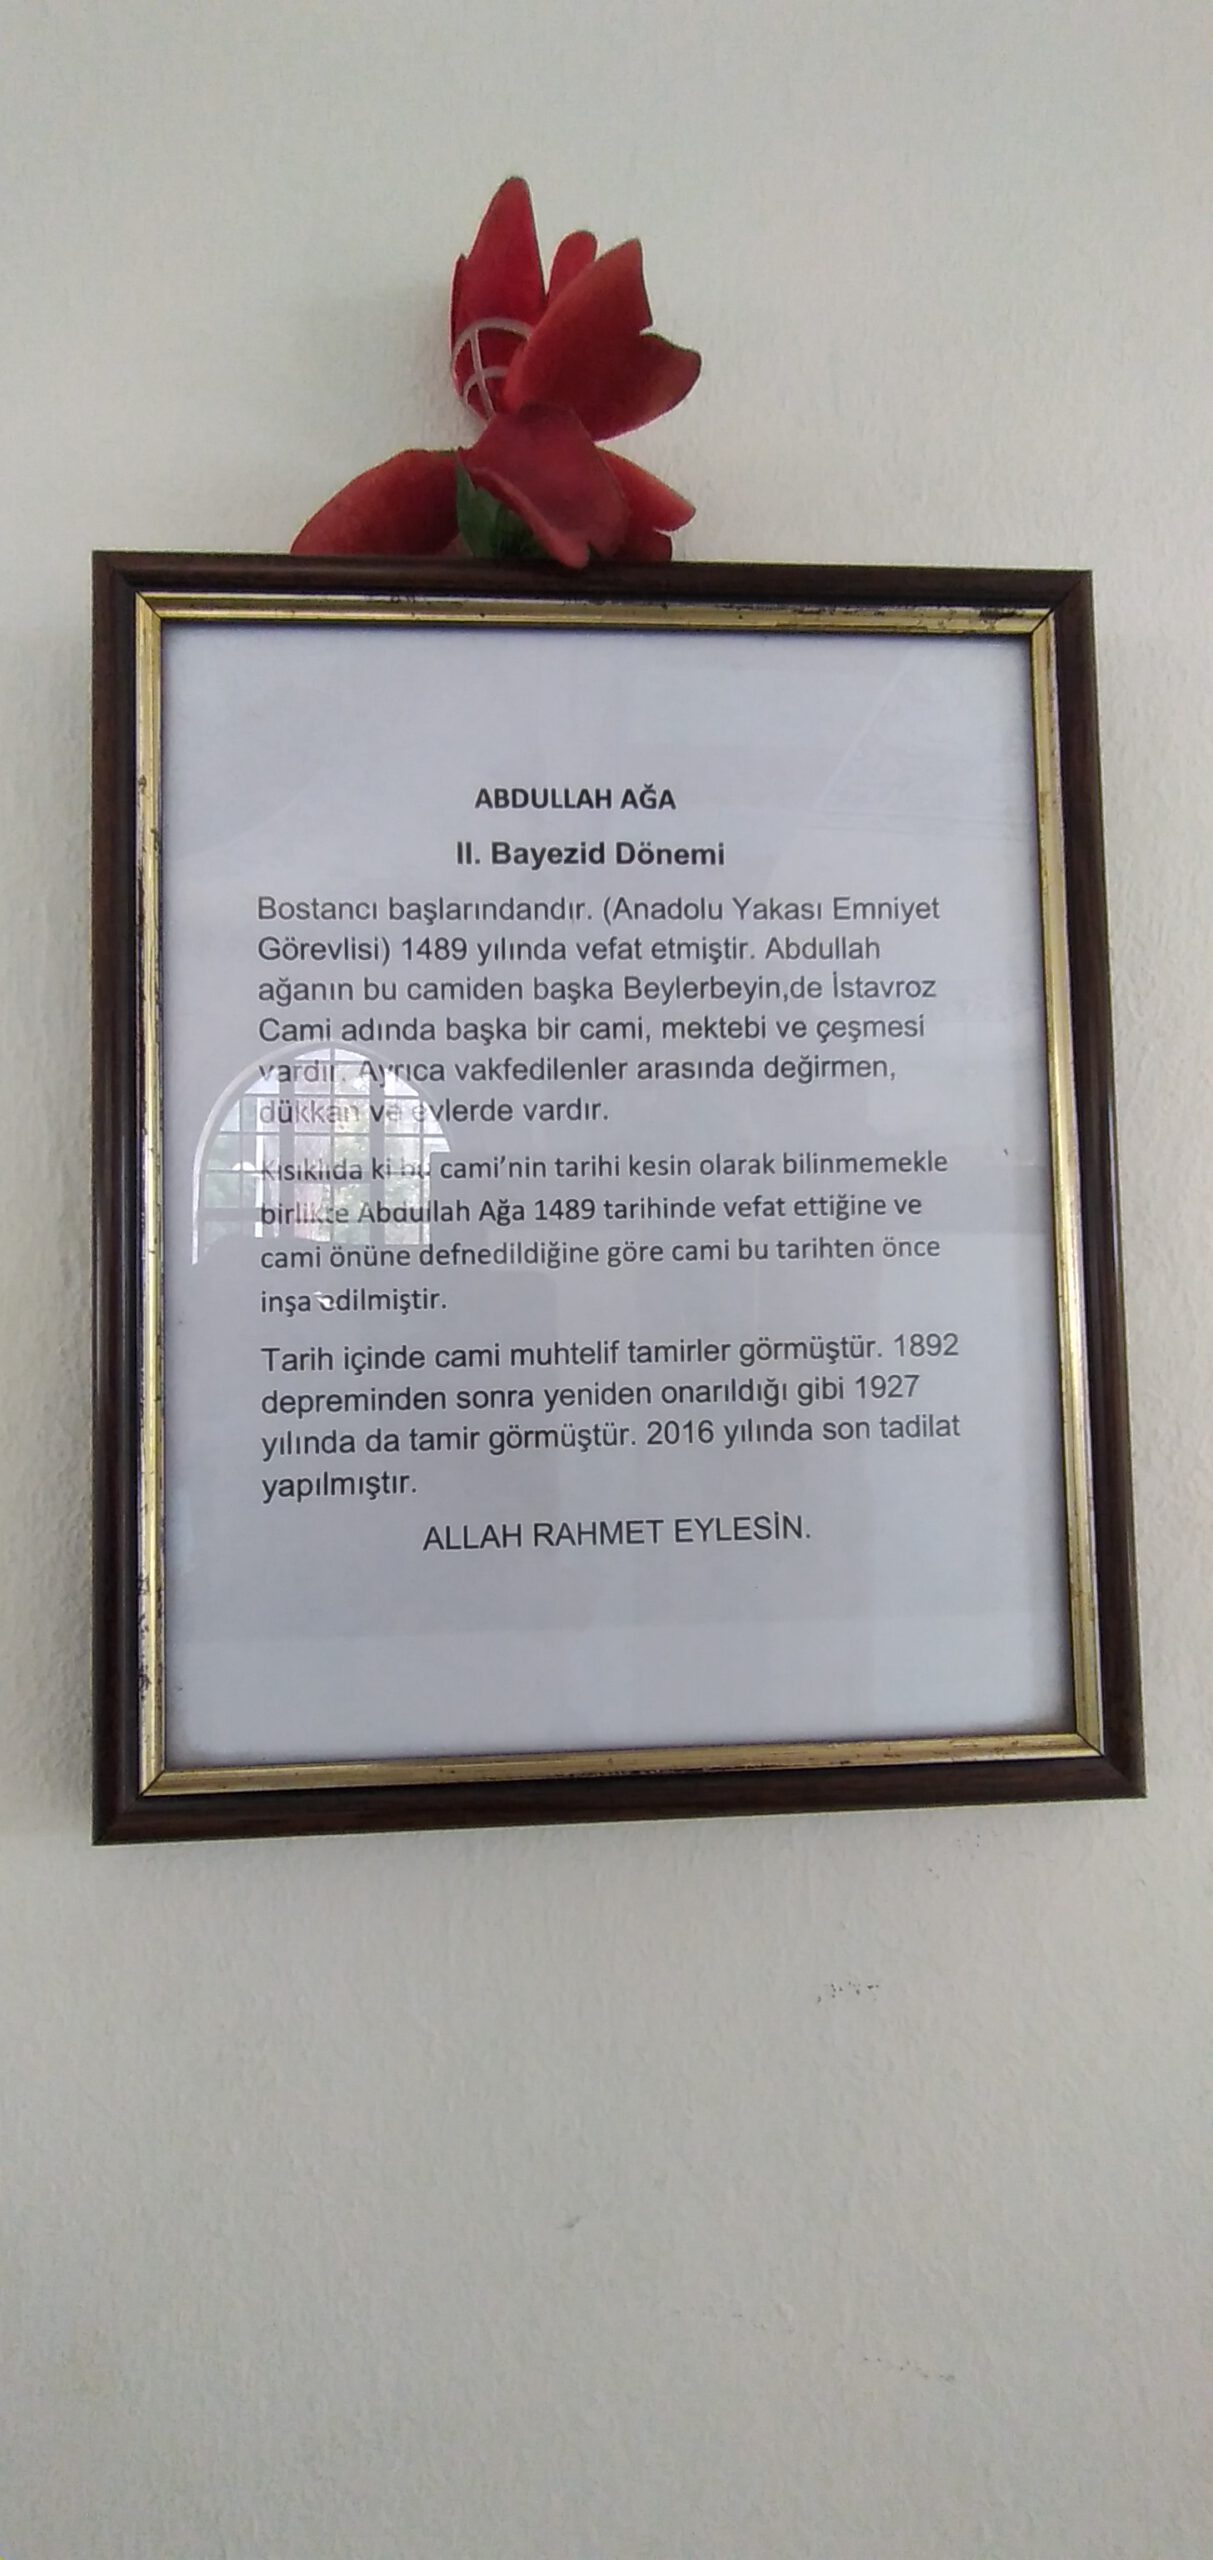 ABDULLAH AĞA
II. Bayezid Dönemi
Bostancı başlarındandır. (Anadolu Yakası Emniyet
Görevlisi) 1489 yılında vefat etmiştir. Abdullah
ağanın bu camiden başka Beylerbeyin,de İstavroz
Cami adında başka bir cami, mektebi ve çeşmesi
vardır. Ayrıca vakfedilenler arasında değirmen,
dükkan ve evlerde vardır.
Kısıklıda ki bu cami’nin tarihi kesin olarak bilinmemekle
birlikte Abdullah Ağa 1489 tarihinde vefat ettiğine ve
cami önüne defnedildiğine göre cami bu tarihten önce
inşa edilmiştir.
Tarih içinde cami muhtelif tamirler görmüştür. 1892
depreminden sonra yeniden onarıldığı gibi 1927
yılında da tamir görmüştür. 2016 yılında son tadilat
yapılmıştır.
ALLAH RAHMET EYLESİN.